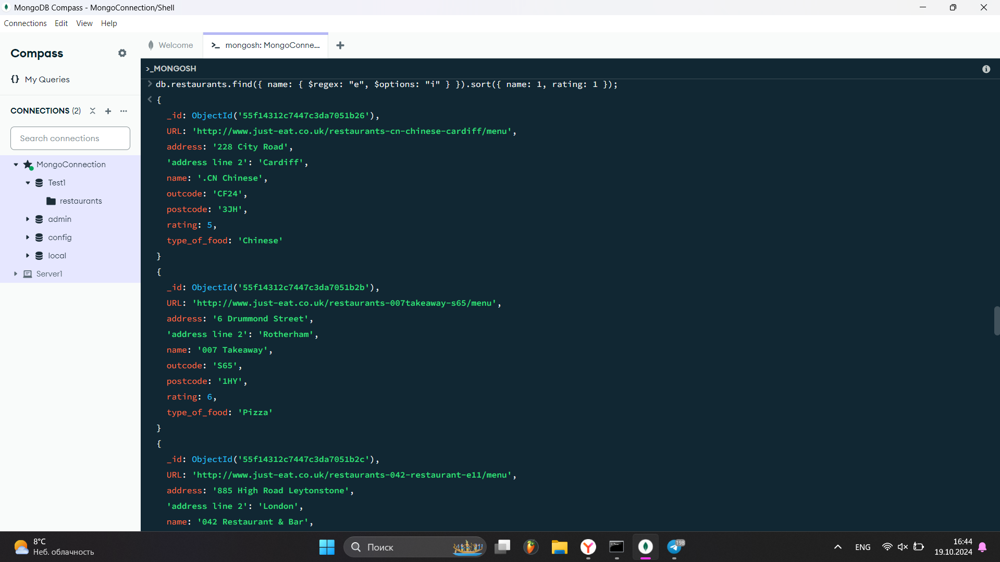 MongoDB Compass - MongoConnection/Shell
Connections Edit View Help
Compass
{} My Queries
CONNECTIONS (2)
Search connections
MongoConnection
Test1
restaurants
admin
config
local
Server1
Welcome
>_ mongosh: MongoConne...
>_MONGOSH
> db.restaurants.find({ name: { $regex: "e", $options: "i" } }).sort({ name: 1, rating: 1 });
< {
_id: ObjectId('55f14312c7447c3da7051b26'),
URL: 'http://www.just-eat.co.uk/restaurants-cn-chinese-cardiff/menu',
address: '228 City Road',
'address line 2': 'Cardiff',
name: '.CN Chinese',
outcode: 'CF24',
postcode: '3JH',
rating: 5,
type_of_food: 'Chinese'
}
{
_id: ObjectId('55f14312c7447c3da7051b2b'),
URL: 'http://www.just-eat.co.uk/restaurants-007takeaway-s65/menu',
address: '6 Drummond Street',
'address line 2': 'Rotherham',
name: '007 Takeaway',
outcode: 'S65',
postcode: '1HY',
rating: 6,
type_of_food: 'Pizza'
}
{
_id: ObjectId('55f14312c7447c3da7051b2c'),
URL: 'http://www.just-eat.co.uk/restaurants-042-restaurant-e11/menu',
address: '885 High Road Leytonstone',
'address line 2': 'London',
name: '042 Restaurant & Bar',
8°C
Неб. облачность
Поиск
198
ENG
16:44
19.10.2024